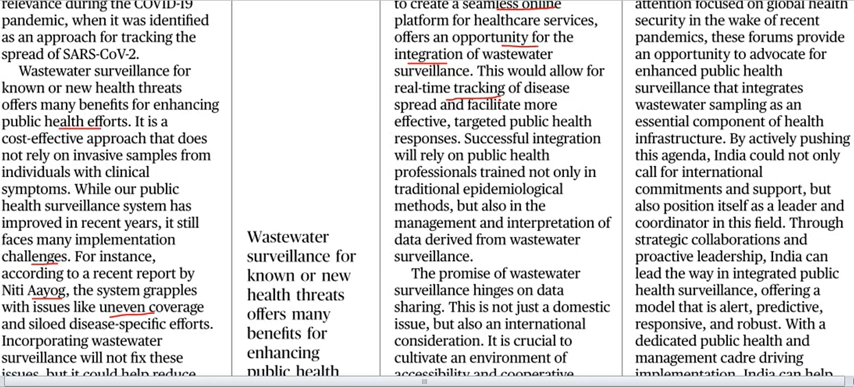 relevance during the COVID-19
pandemic, when it was identified
as an approach for tracking the
spread of SARS-CoV-2.
Wastewater surveillance for
known or new health threats
offers many benefits for enhancing
public health efforts. It is a
cost-effective approach that does
not rely on invasive samples from
individuals with clinical
symptoms. While our public
health surveillance system has
improved in recent years, it still
faces many implementation
challenges. For instance,
according to a recent report by
Niti Aayog, the system grapples
with issues like uneven coverage
and siloed disease-specific efforts.
Incorporating wastewater
surveillance will not fix these
issues, but it could help reduce
Wastewater
surveillance for
known or new
health threats
offers many
benefits for
enhancing
public health
to create a seamless online
platform for healthcare services,
offers an opportunity for the
integration of wastewater
surveillance. This would allow for
real-time tracking of disease
spread and facilitate more
effective, targeted public health
responses. Successful integration
will rely on public health
professionals trained not only in
traditional epidemiological
methods, but also in the
management and interpretation of
data derived from wastewater
surveillance.
The promise of wastewater
surveillance hinges on data
sharing. This is not just a domestic
issue, but also an international
consideration. It is crucial to
cultivate an environment of
accessibility and cooperative
attention focused on global health
security in the wake of recent
pandemics, these forums provide
an opportunity to advocate for
enhanced public health
surveillance that integrates
wastewater sampling as an
essential component of health
infrastructure. By actively pushing
this agenda, India could not only
call for international
commitments and support, but
also position itself as a leader and
coordinator in this field. Through
strategic collaborations and
proactive leadership, India can
lead the way in integrated public
health surveillance, offering a
model that is alert, predictive,
responsive, and robust. With a
dedicated public health and
management cadre driving
implementation, India can help